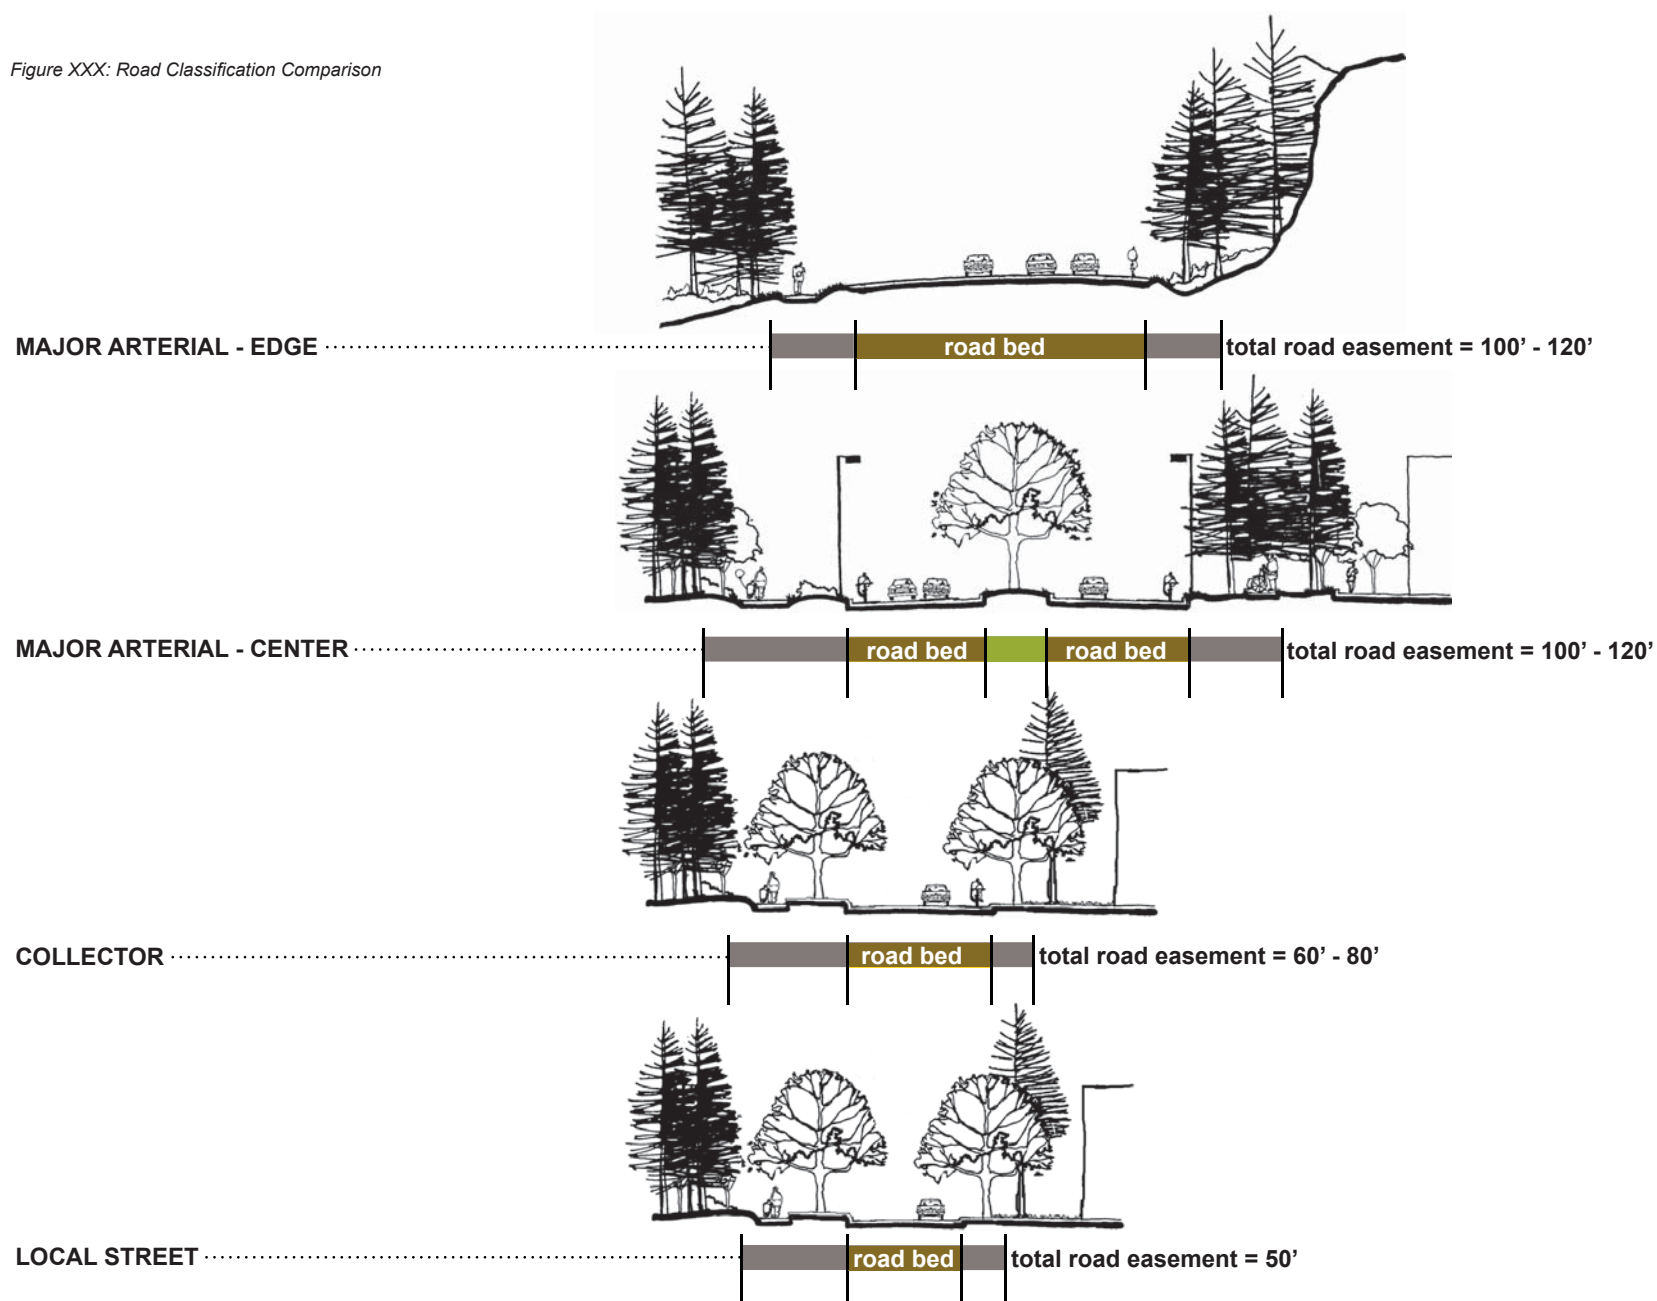 Figure XXX: Road Classification Comparison
MAJOR ARTERIAL - EDGE
road bed
total road easement = 100’ - 120’
MAJOR ARTERIAL - CENTER
road bed
road bed
total road easement = 100’ - 120’
COLLECTOR
road bed
total road easement = 60’ - 80’
LOCAL STREET
road bed
total road easement = 50’